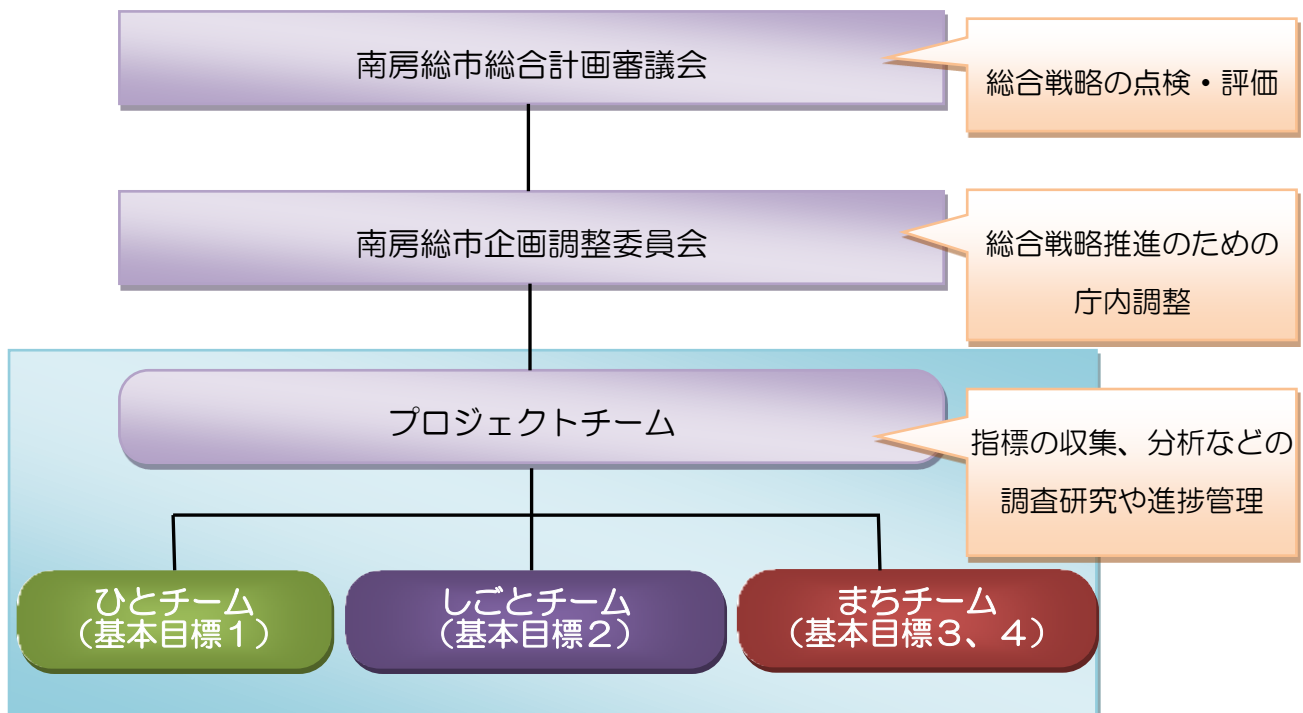 南房総市総合計画審議会
総合戦略の点検・評価
南房総市企画調整委員会
総合戦略推進のための
庁内調整
プロジェクトチーム
指標の収集、分析などの
調査研究や進捗管理
ひとチーム
（基本目標１）
しごとチーム
（基本目標２）
まちチーム
（基本目標３、４）